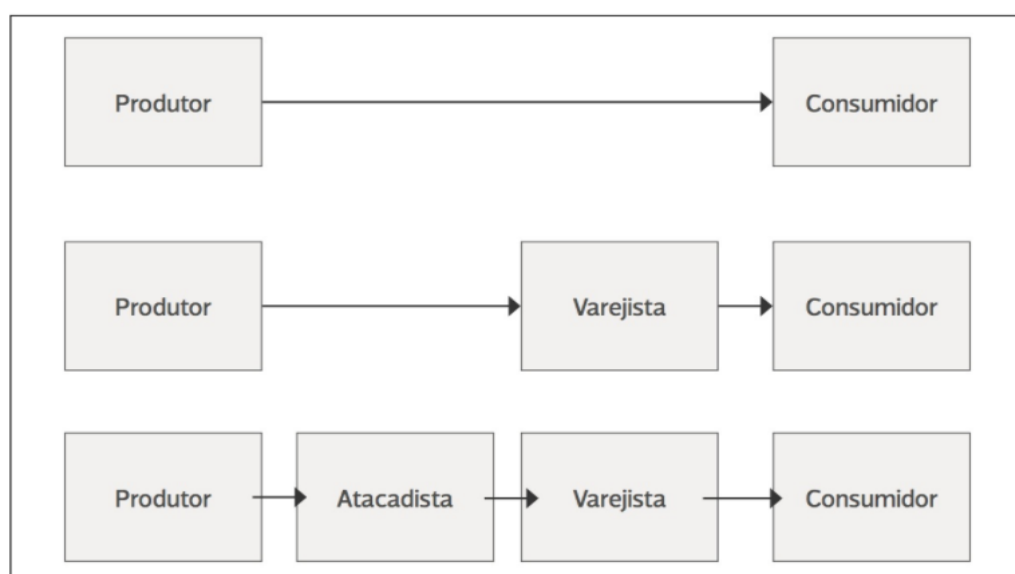 Produtor Consumidor
Produtor Varejista Consumidor
Produtor Atacadista Varejista Consumidor